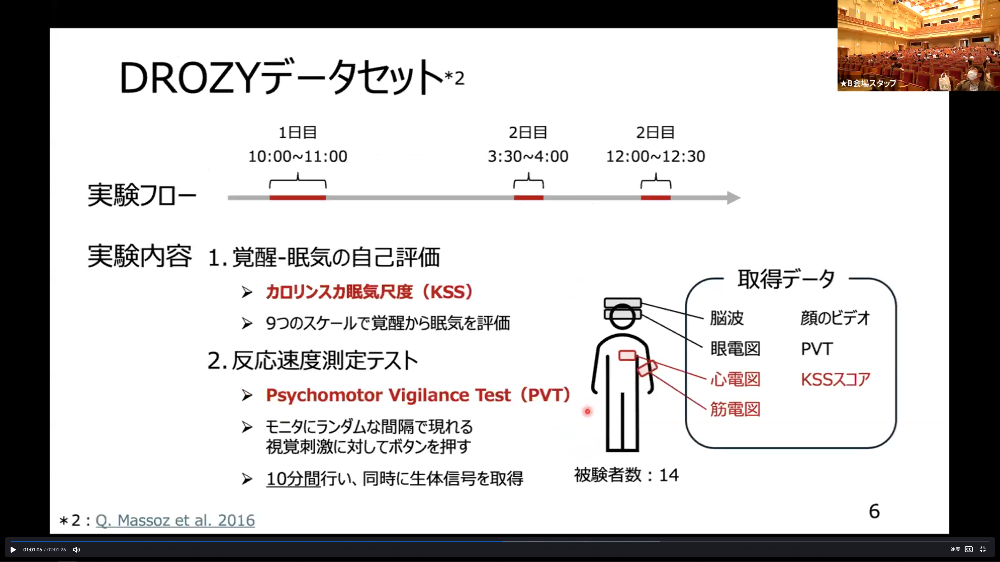 ★B会場スタッフ
DROZYデータセット*2
1日目
2日目
2日目
10:00~11:00
3:30~4:00
12:00~12:30
実験フロー
実験内容
1. 覚醒-眠気の自己評価
➢ カロリンスカ眠気尺度（KSS）
➢ 9つのスケールで覚醒から眠気を評価
2. 反応速度測定テスト
➢ Psychomotor Vigilance Test（PVT）
➢ モニタにランダムな間隔で現れる
視覚刺激に対してボタンを押す
➢ 10分間行い、同時に生体信号を取得
取得データ
脳波
顔のビデオ
眼電図
PVT
心電図
KSSスコア
筋電図
被験者数：14
6
＊2：Q. Massoz et al. 2016
01:01:06 / 02:01:26
速度
CC